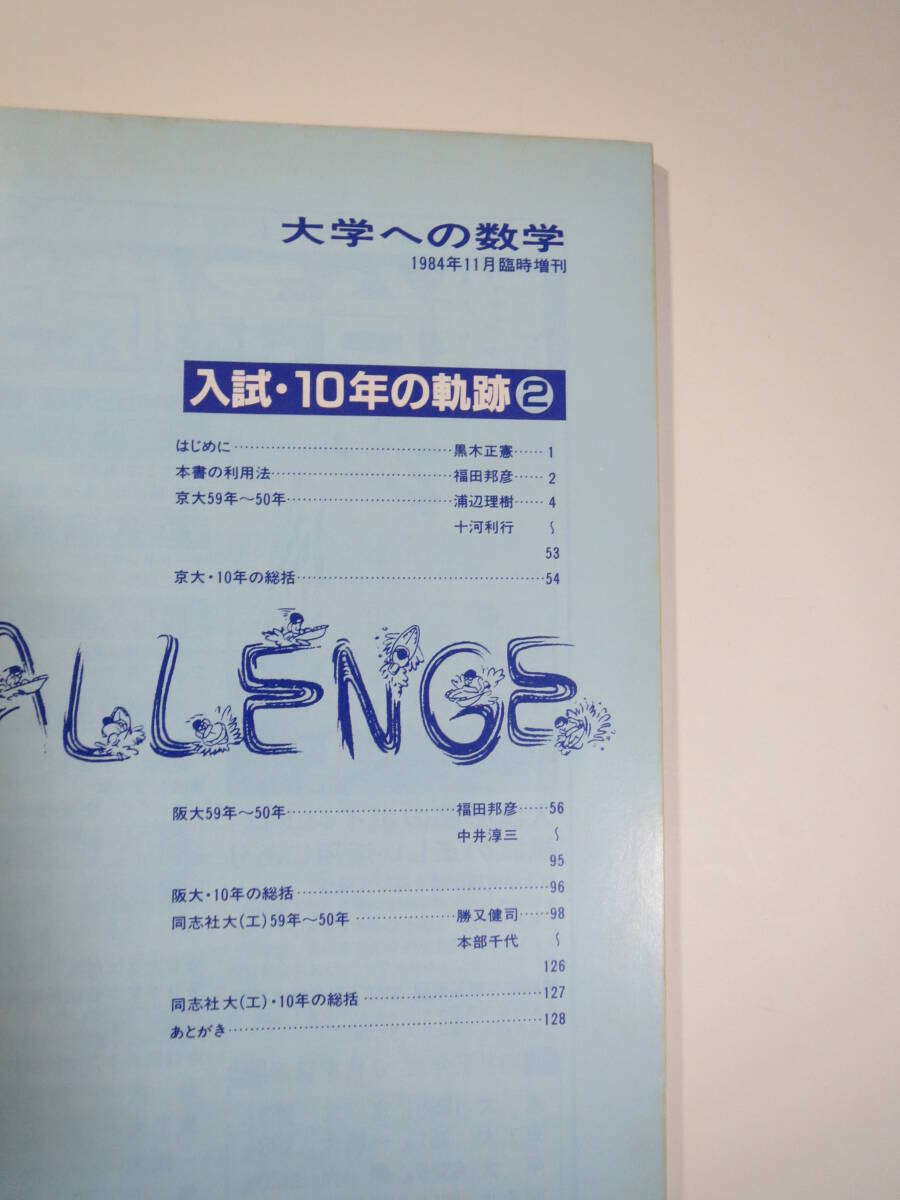 大学への数学
1984年11月臨時増刊
入試・10年の軌跡②
はじめに……………………………黒木正憲……1
本書の利用法………………………福田邦彦……2
京大59年〜50年……………………浦辺理樹……4
十河利行 〜
53
京大・10年の総括………………………………54
ALLENGE
阪大59年〜50年……………………福田邦彦……56
中井淳三 〜
95
阪大・10年の総括………………………………96
同志社大(工)59年〜50年……………勝又健司……98
本部千代 〜
126
同志社大(工)・10年の総括………………………127
あとがき…………………………………………128